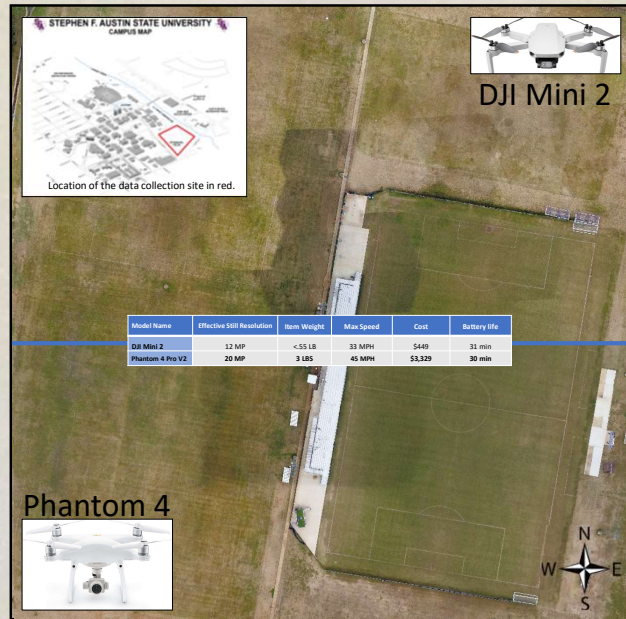 STEPHEN F. AUSTIN STATE UNIVERSITY
CAMPUS MAP
Location of the data collection site in red.
DJI Mini 2
Model Name Effective Still Resolution Item Weight Max Speed Cost Battery life
DJI Mini 2 12 MP <.55 LB 33 MPH $449 31 min
Phantom 4 Pro V2 20 MP 3 LBS 45 MPH $3,329 30 min
Phantom 4
N
W E
S